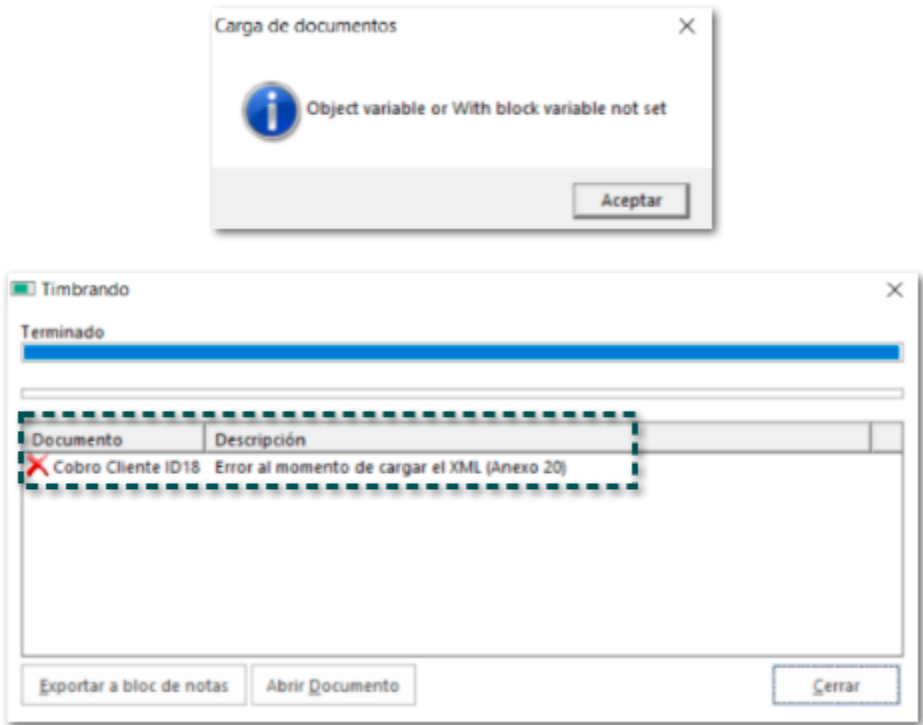 Carga de documentos
Object variable or With block variable not set
Aceptar
Timbrando
Terminado
Documento Descripción
Cobro Cliente ID18 Error al momento de cargar el XML (Anexo 20)
Exportar a bloc de notas Abrir Documento Cerrar